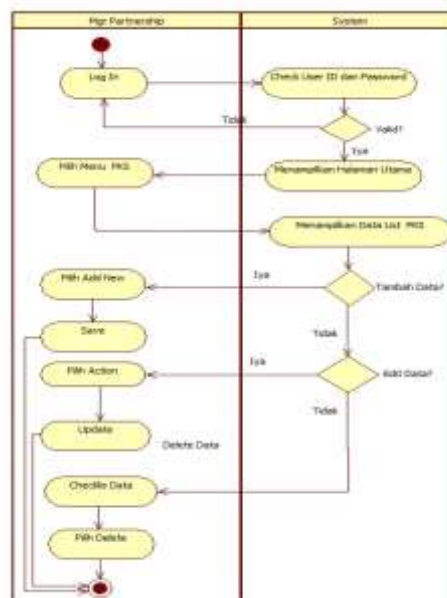 Mgr Partnership
System
Log In
Check User ID dan Password
Tidak
Valid?
Iya
Pilih Menu PKS
Menampilkan Halaman Utama
Menampilkan Data List PKS
Pilih Add New
Iya
Tambah Data?
Save
Tidak
Pilih Action
Iya
Edit Data?
Update
Tidak
Delete Data
Data
Pilih Delete